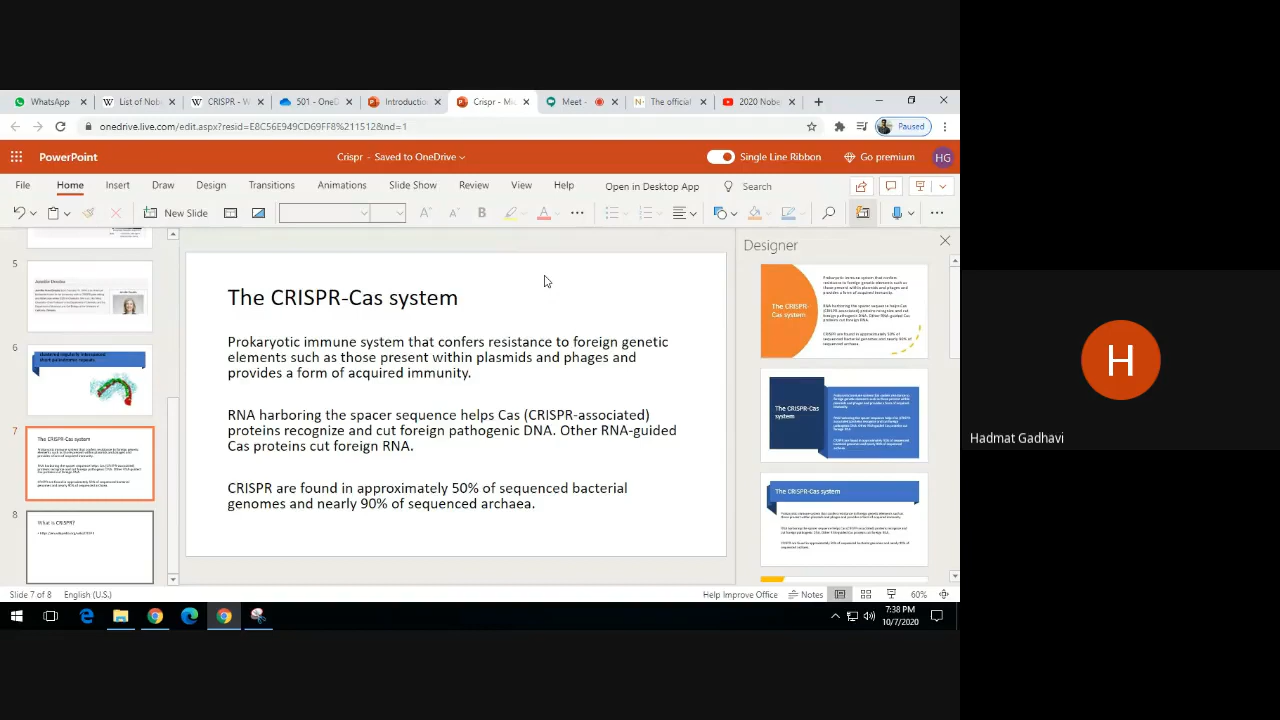 WhatsApp
List of Nob
CRISPR - W
501 - OneD
Introductio
Crispr - Mic
Meet -
The official
2020 Nobe
onedrive.live.com/edit.aspx?resid=E8C56E949CD69FF8%211512&nd=1
Paused
PowerPoint
Crispr - Saved to OneDrive
Single Line Ribbon
Go premium
HG
File
Home
Insert
Draw
Design
Transitions
Animations
Slide Show
Review
View
Help
Open in Desktop App
Search
New Slide
B
A
5
6
7
The CRISPR-Cas system
8
What is CRISPR?
The CRISPR-Cas system
Prokaryotic immune system that confers resistance to foreign genetic
elements such as those present within plasmids and phages and
provides a form of acquired immunity.
RNA harboring the spacer sequence helps Cas (CRISPR-associated)
proteins recognize and cut foreign pathogenic DNA. Other RNA-guided
Cas proteins cut foreign RNA.
CRISPR are found in approximately 50% of sequenced bacterial
genomes and nearly 90% of sequenced archaea.
Designer
The CRISPR-
Cas system
The CRISPR-Cas
system
The CRISPR-Cas system
Slide 7 of 8
English (U.S.)
Help Improve Office
Notes
60%
7:38 PM
10/7/2020
H
Hadmat Gadhavi